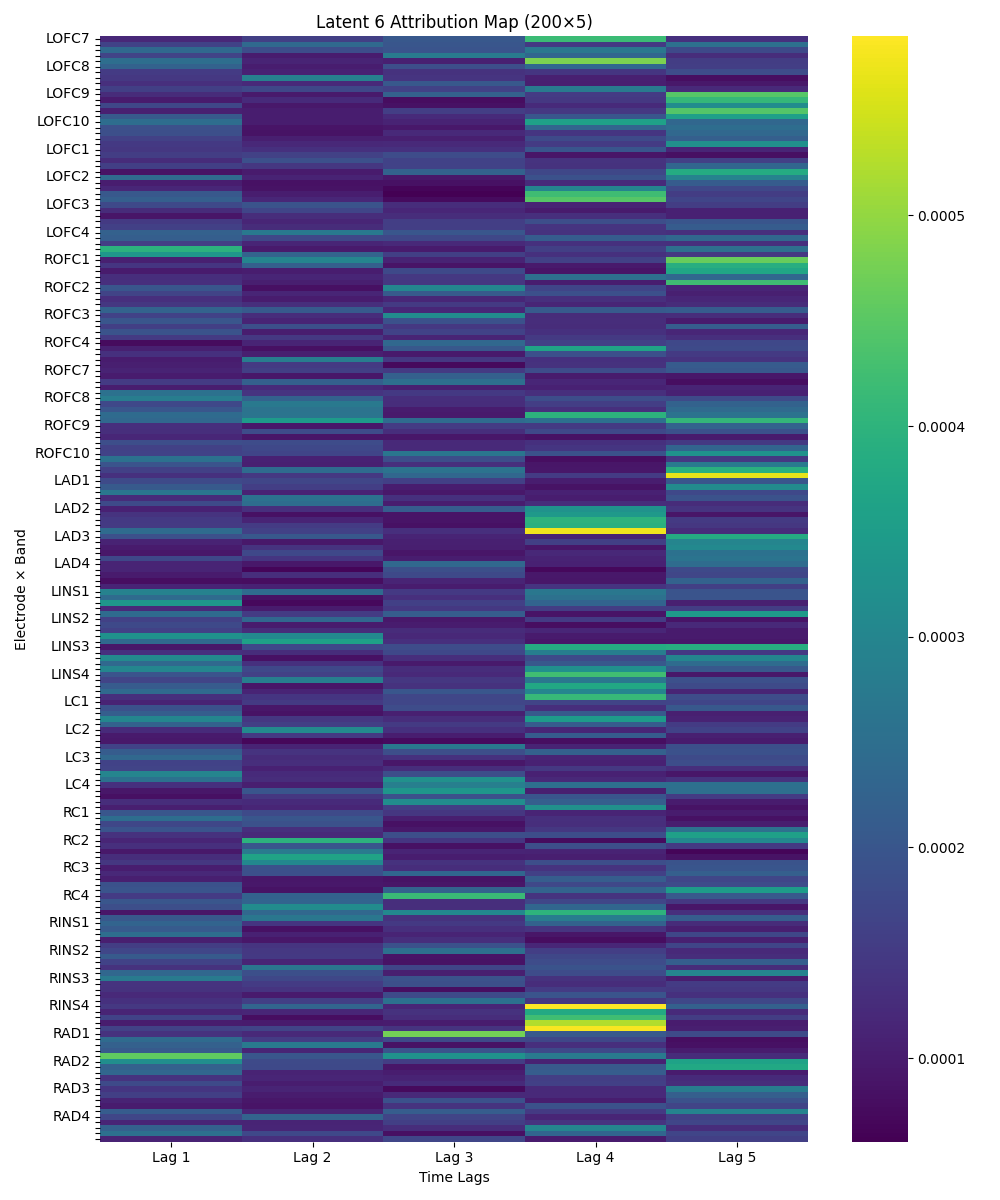 Latent 6 Attribution Map (200×5)
LOFC7
LOFC8
LOFC9
LOFC10
LOFC1
LOFC2
LOFC3
LOFC4
ROFC1
ROFC2
ROFC3
ROFC4
ROFC7
ROFC8
ROFC9
ROFC10
LAD1
LAD2
LAD3
LAD4
LINS1
LINS2
LINS3
LINS4
LC1
LC2
LC3
LC4
RC1
RC2
RC3
RC4
RINS1
RINS2
RINS3
RINS4
RAD1
RAD2
RAD3
RAD4
Electrode × Band
Lag 1 Lag 2 Lag 3 Lag 4 Lag 5
Time Lags
0.0005
0.0004
0.0003
0.0002
0.0001